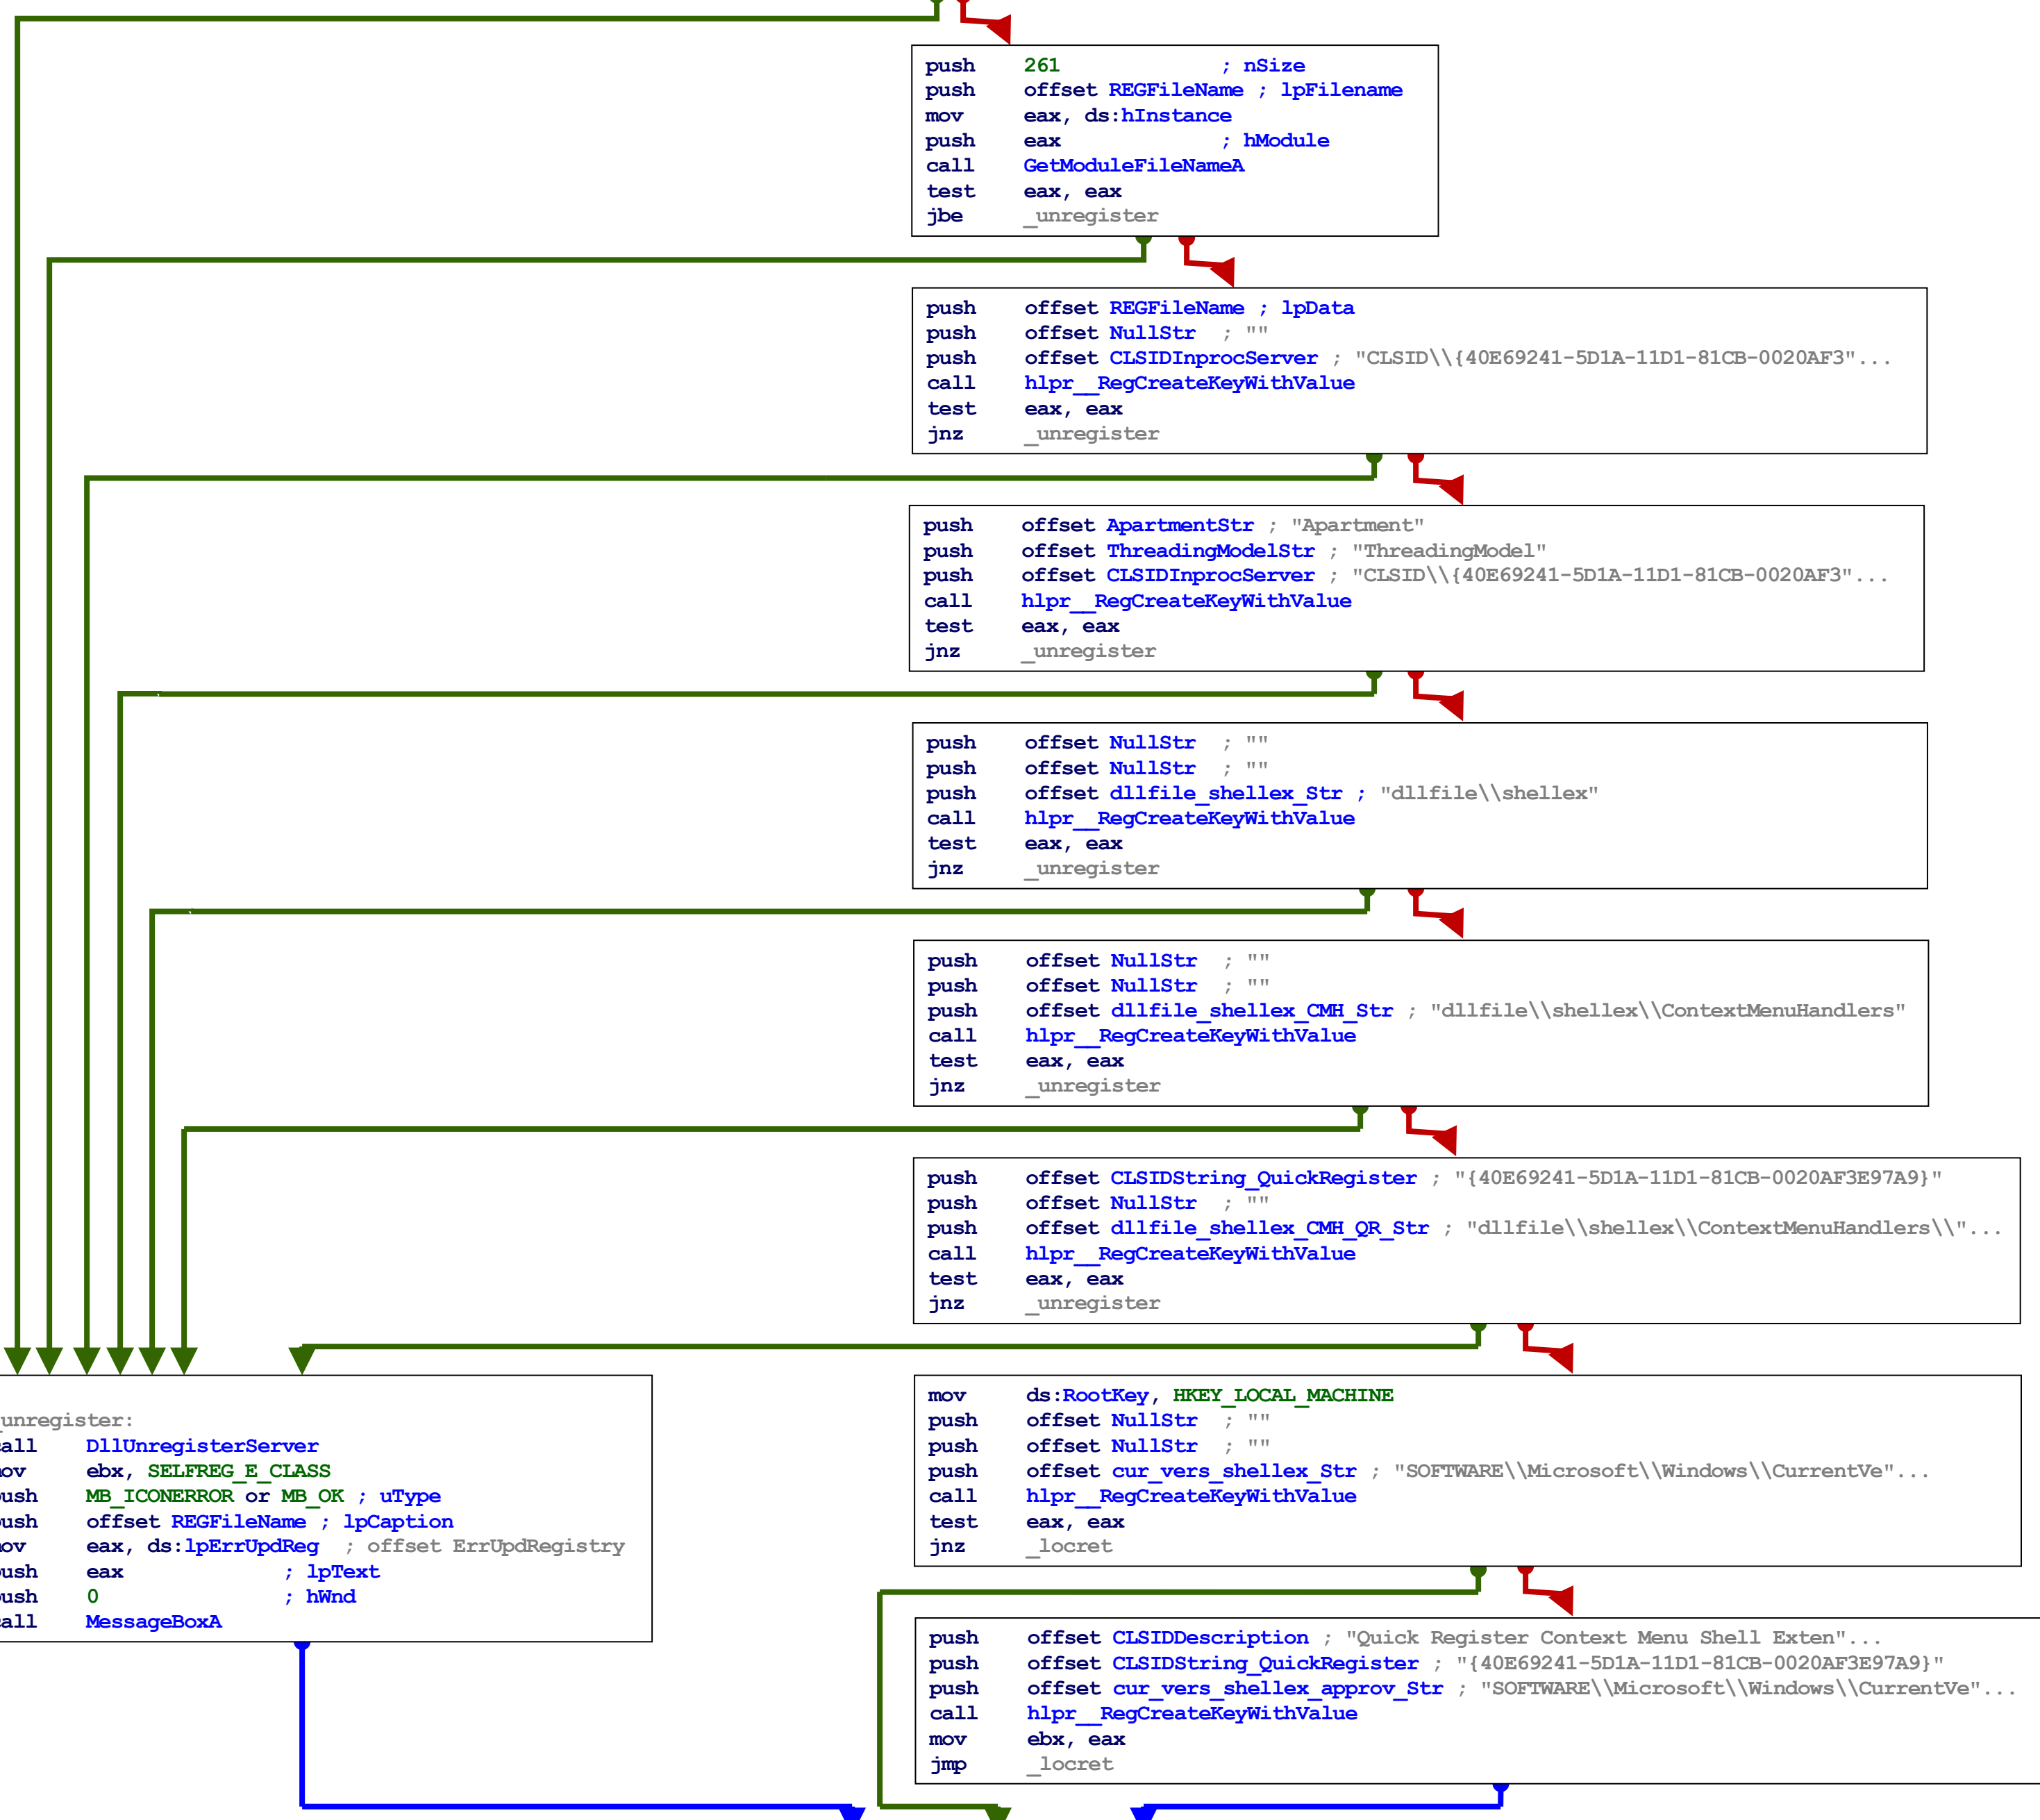 push 261 ; nSize
push offset REGFileName ; lpFilename
mov eax, ds:hInstance
push eax ; hModule
call GetModuleFileNameA
test eax, eax
jbe _unregister
push offset REGFileName ; lpData
push offset NullStr ; ""
push offset CLSIDInprocServer ; "CLSID\\{40E69241-5D1A-11D1-81CB-0020AF3"...
call hlpr__RegCreateKeyWithValue
test eax, eax
jnz _unregister
push offset ApartmentStr ; "Apartment"
push offset ThreadingModelStr ; "ThreadingModel"
push offset CLSIDInprocServer ; "CLSID\\{40E69241-5D1A-11D1-81CB-0020AF3"...
call hlpr__RegCreateKeyWithValue
test eax, eax
jnz _unregister
push offset NullStr ; ""
push offset NullStr ; ""
push offset dllfile_shellex_Str ; "dllfile\\shellex"
call hlpr__RegCreateKeyWithValue
test eax, eax
jnz _unregister
push offset NullStr ; ""
push offset NullStr ; ""
push offset dllfile_shellex_CMH_Str ; "dllfile\\shellex\\ContextMenuHandlers"
call hlpr__RegCreateKeyWithValue
test eax, eax
jnz _unregister
push offset CLSIDString_QuickRegister ; "{40E69241-5D1A-11D1-81CB-0020AF3E97A9}"
push offset NullStr ; ""
push offset dllfile_shellex_CMH_QR_Str ; "dllfile\\shellex\\ContextMenuHandlers\\"...
call hlpr__RegCreateKeyWithValue
test eax, eax
jnz _unregister
_unregister:
call DllUnregisterServer
mov ebx, SELFREG_E_CLASS
push MB_ICONERROR or MB_OK ; uType
push offset REGFileName ; lpCaption
mov eax, ds:lpErrUpdReg ; offset ErrUpdRegistry
push eax ; lpText
push 0 ; hWnd
call MessageBoxA
mov ds:RootKey, HKEY_LOCAL_MACHINE
push offset NullStr ; ""
push offset NullStr ; ""
push offset cur_vers_shellex_Str ; "SOFTWARE\\Microsoft\\Windows\\CurrentVe"...
call hlpr__RegCreateKeyWithValue
test eax, eax
jnz _locret
push offset CLSIDDescription ; "Quick Register Context Menu Shell Exten"...
push offset CLSIDString_QuickRegister ; "{40E69241-5D1A-11D1-81CB-0020AF3E97A9}"
push offset cur_vers_shellex_approv_Str ; "SOFTWARE\\Microsoft\\Windows\\CurrentVe"...
call hlpr__RegCreateKeyWithValue
mov ebx, eax
jmp _locret